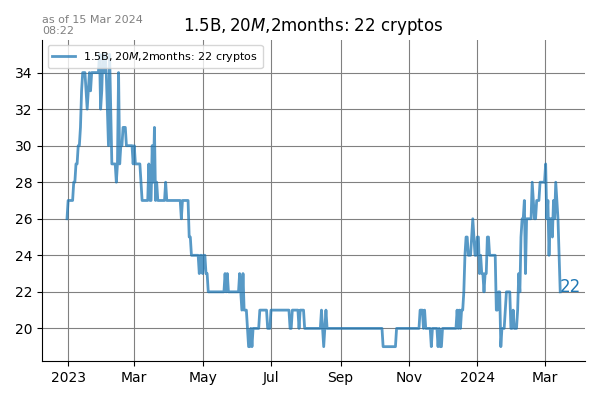 as of 15 Mar 2024
08:22
1.5B, 20M,2months: 22 cryptos
1.5B, 20M,2months: 22 cryptos
34
32
30
28
26
24
22
20
22
2023
Mar
May
Jul
Sep
Nov
2024
Mar